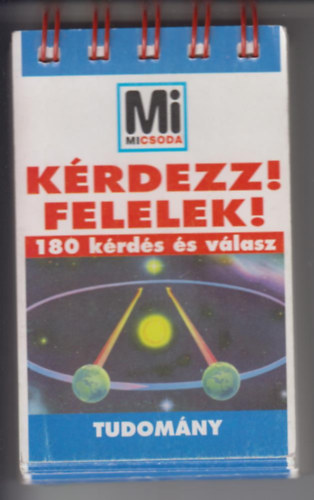 Mi
MICSODA
KÉRDEZZ!
FELELEK!
180 kérdés és válasz
TUDOMÁNY